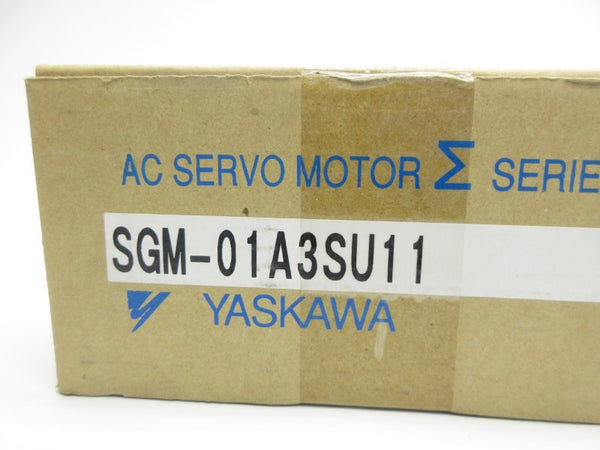 AC SERVO MOTOR Σ SERIE
SGM-01A3SU11
YASKAWA